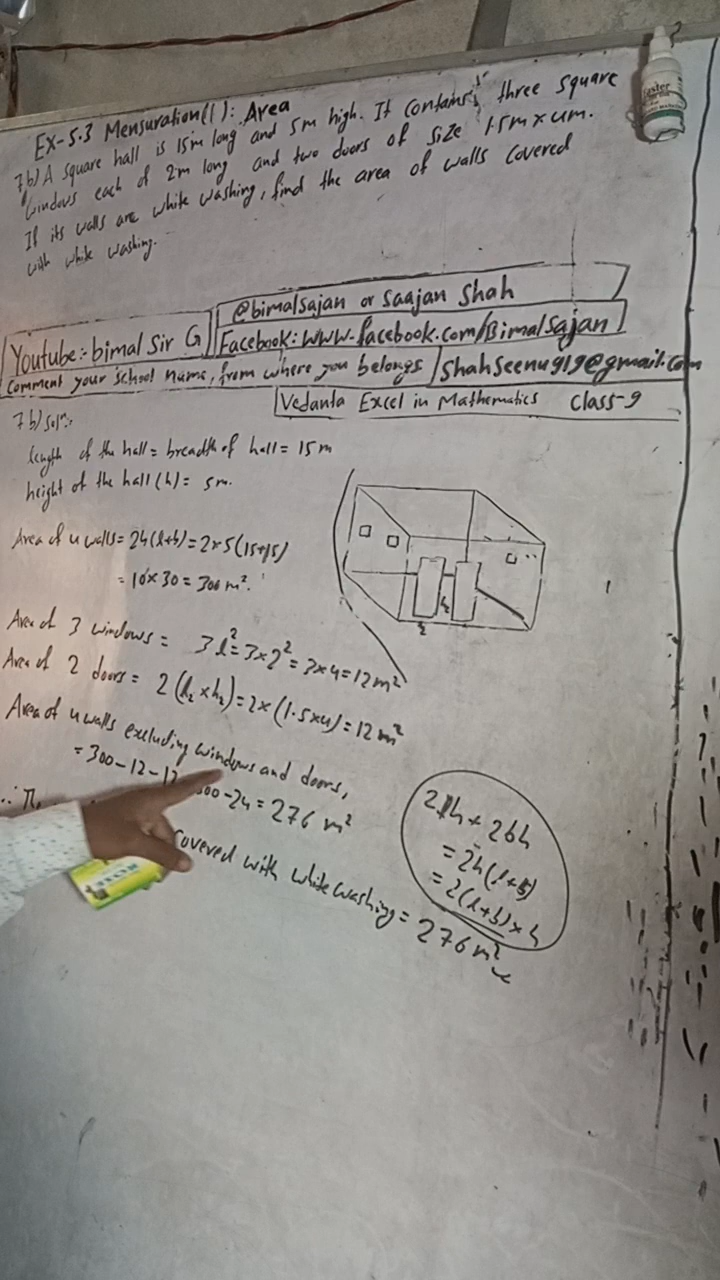 Ex-5.3 Mensuration(1): Area
7b) A square hall is 15m long and 5m high. It contains three square
windows each of 2m long and two doors of size 1.5m×4m.
If its walls are white washing, find the area of walls covered
with white washing.
@bimalsajan or Saajan Shah
Youtube:- bimal Sir G
Facebook: www.facebook.com/Bimalsajan
Comment your school name, from where you belongs
shahseenu919@gmail.com
Vedanta Excel in Mathematics Class-9
7b) Soln:-
length of the hall = breadth of hall = 15 m
height of the hall (h) = 5m.
Area of 4 walls = 2h(l+b) = 2×5(15+15)
= 10×30 = 300 m².
Area of 3 windows = 3l² = 3×2² = 3×4 = 12m²
Area of 2 doors = 2(l₂×h₂) = 2×(1.5×4) = 12m²
Area of 4 walls excluding windows and doors,
= 300-12-12 300-24 = 276 m²
covered with white washing = 276m²
2lh + 2bh
= 2h(l+b)
= 2(l+b)×h